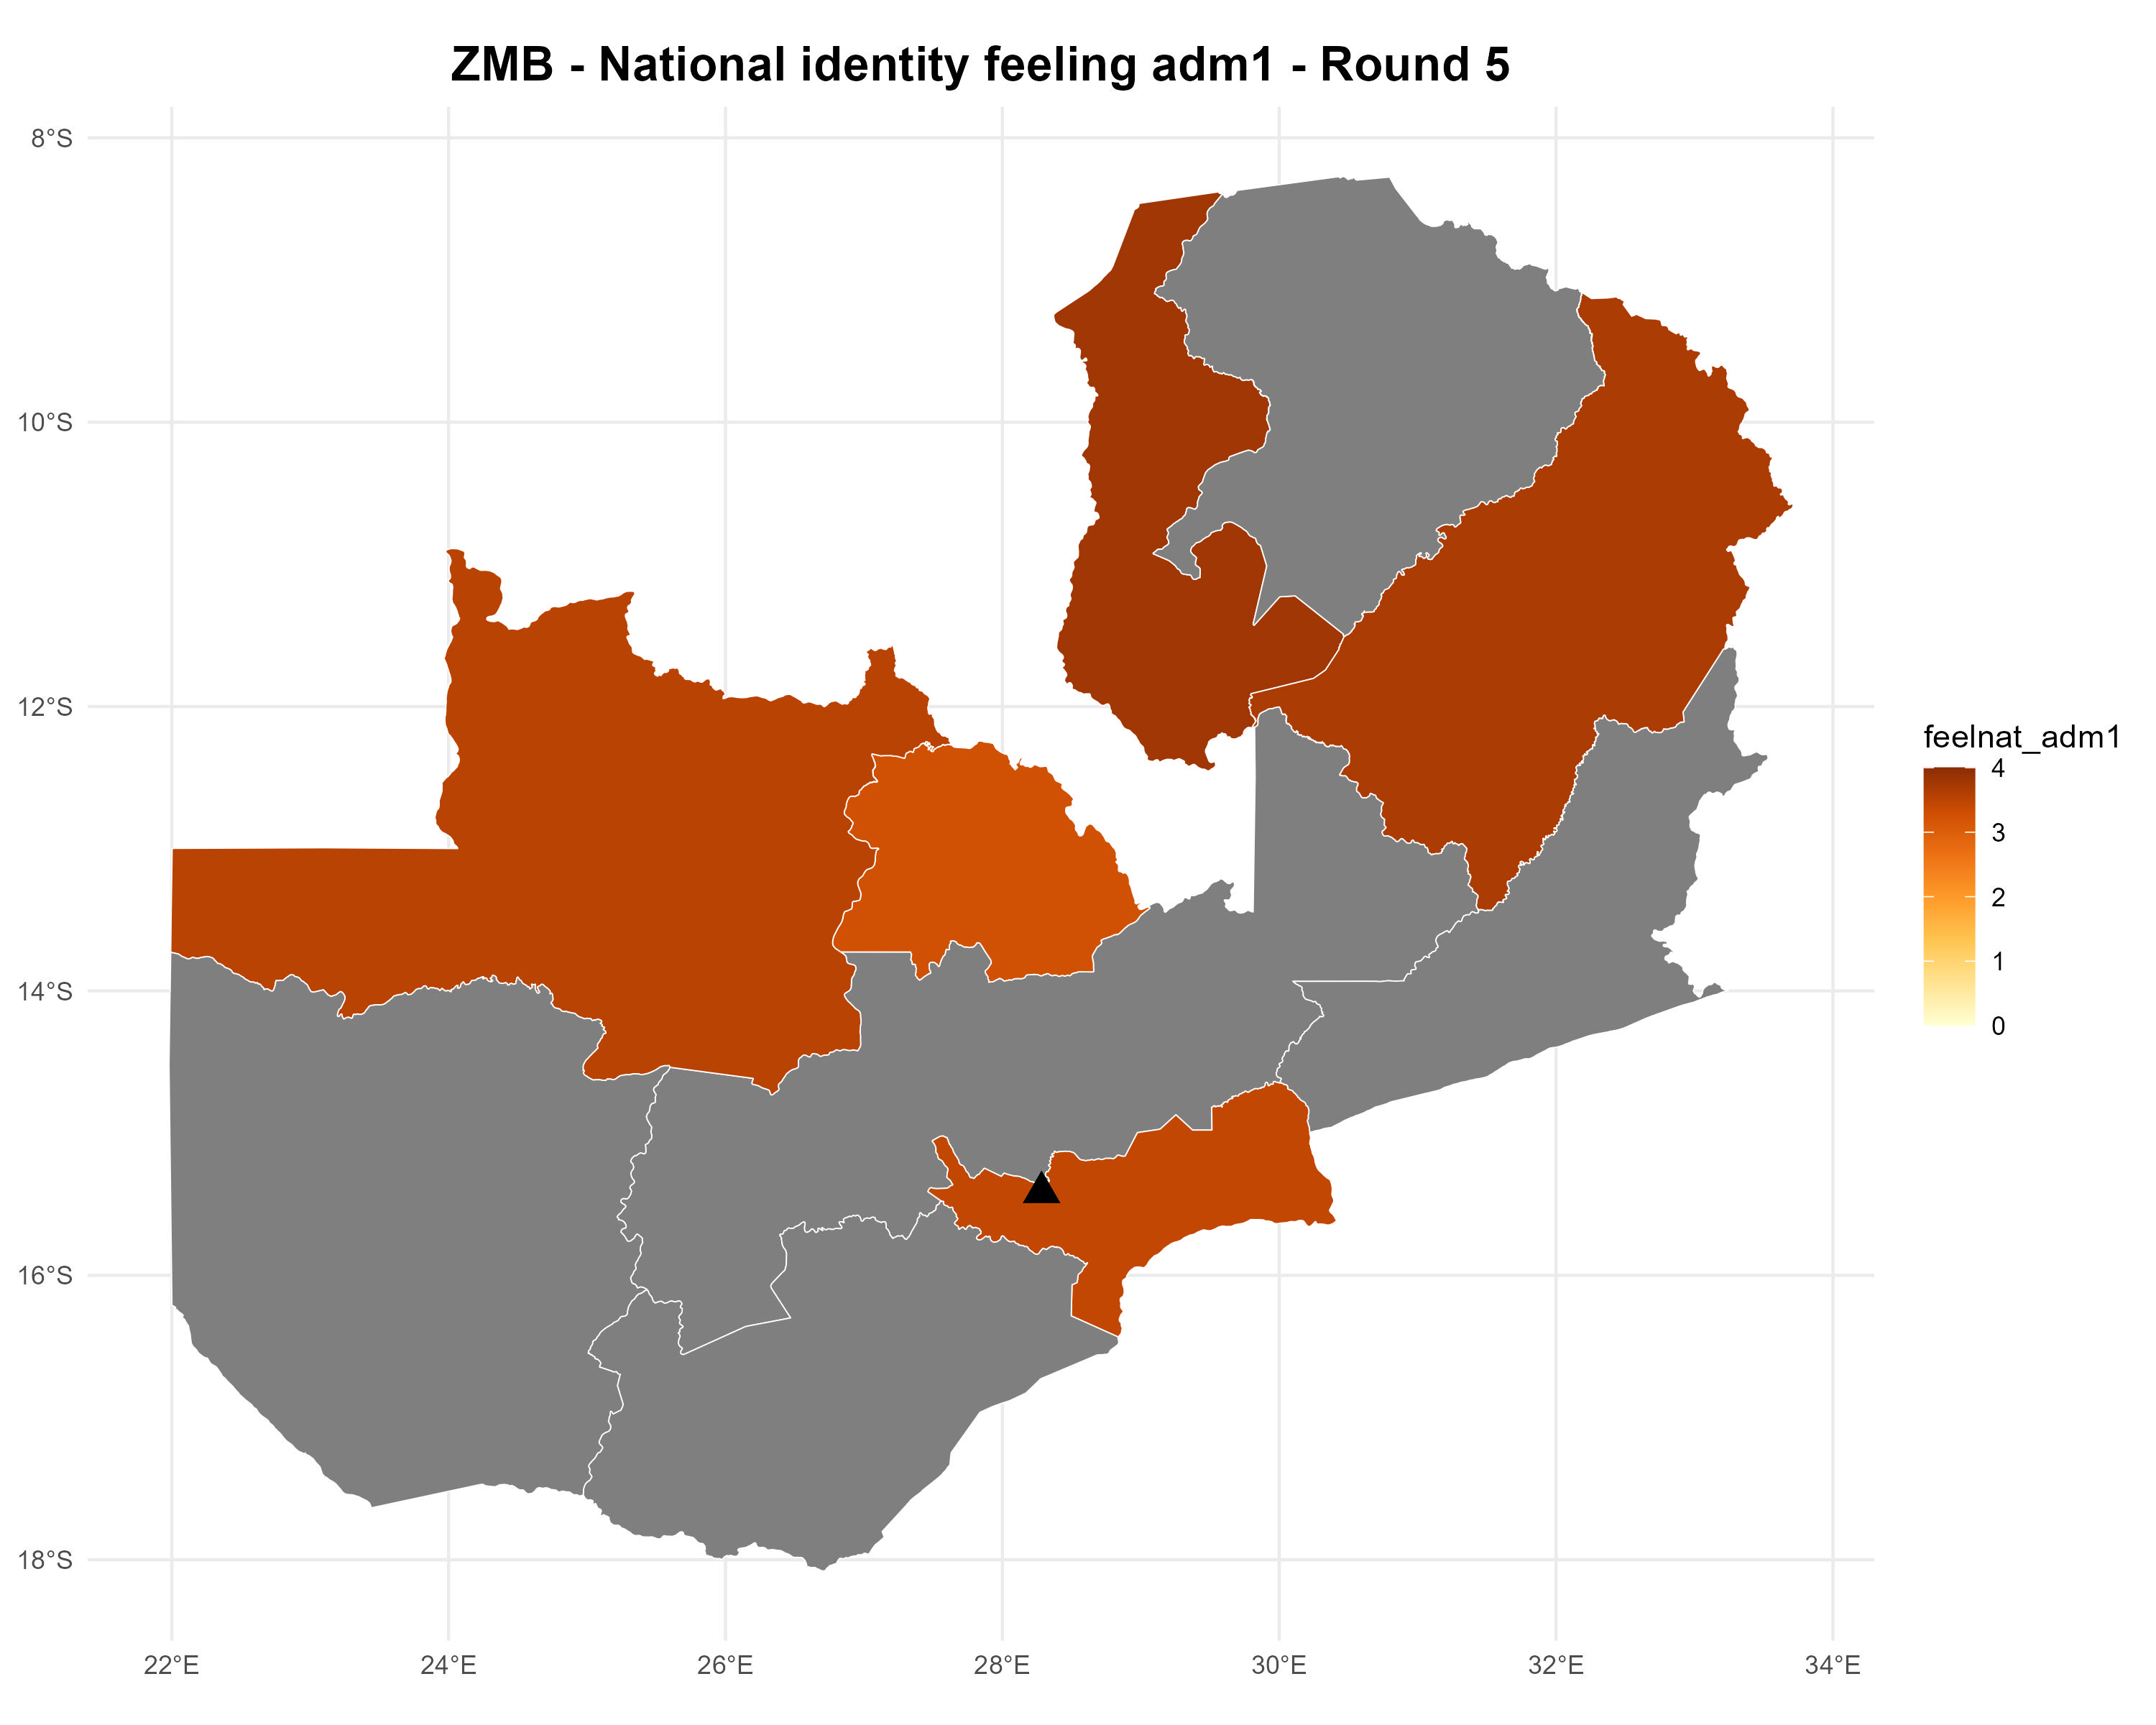 ZMB - National identity feeling adm1 - Round 5
8°S
10°S
12°S
14°S
16°S
18°S
22°E
24°E
26°E
28°E
30°E
32°E
34°E
feelnat_adm1
4
3
2
1
0